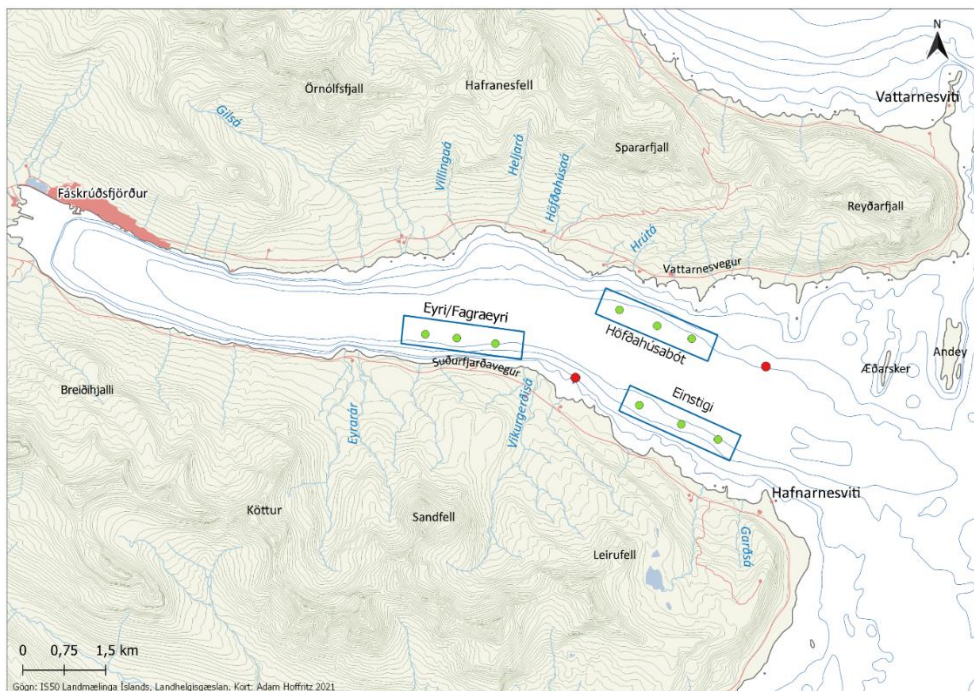 N
Vattarnesviti
Örnólfsfjall
Hafranesfell
Gilsá
Villingaá
Heljará
Höfðahúsaá
Spararfjall
Fáskrúðsfjörður
Reyðarfjall
Hrútá
Vattarnesvegur
Eyri/Fagraeyri
Höfðahúsabót
Andey
Æðarsker
Suðurfjarðavegur
Breiðihjalli
Einstigi
Eyrarár
Víkurgerðisá
Hafnarnesviti
Köttur
Sandfell
Leirufell
Garðsá
0 0,75 1,5 km
Gögn: IS50 Landmælinga Íslands, Landhelgisgæslan. Kort: Adam Hoffritz 2021